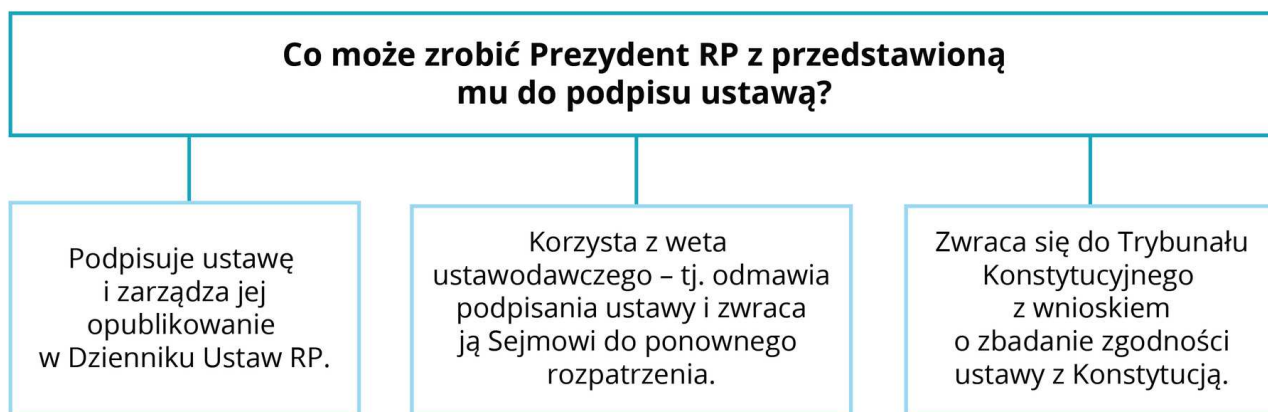 Co może zrobić Prezydent RP z przedstawioną
mu do podpisu ustawą?
Podpisuje ustawę
i zarządza jej
opublikowanie
w Dzienniku Ustaw RP.
Korzysta z weta
ustawodawczego – tj. odmawia
podpisania ustawy i zwraca
ją Sejmowi do ponownego
rozpatrzenia.
Zwraca się do Trybunału
Konstytucyjnego
z wnioskiem
o zbadanie zgodności
ustawy z Konstytucją.